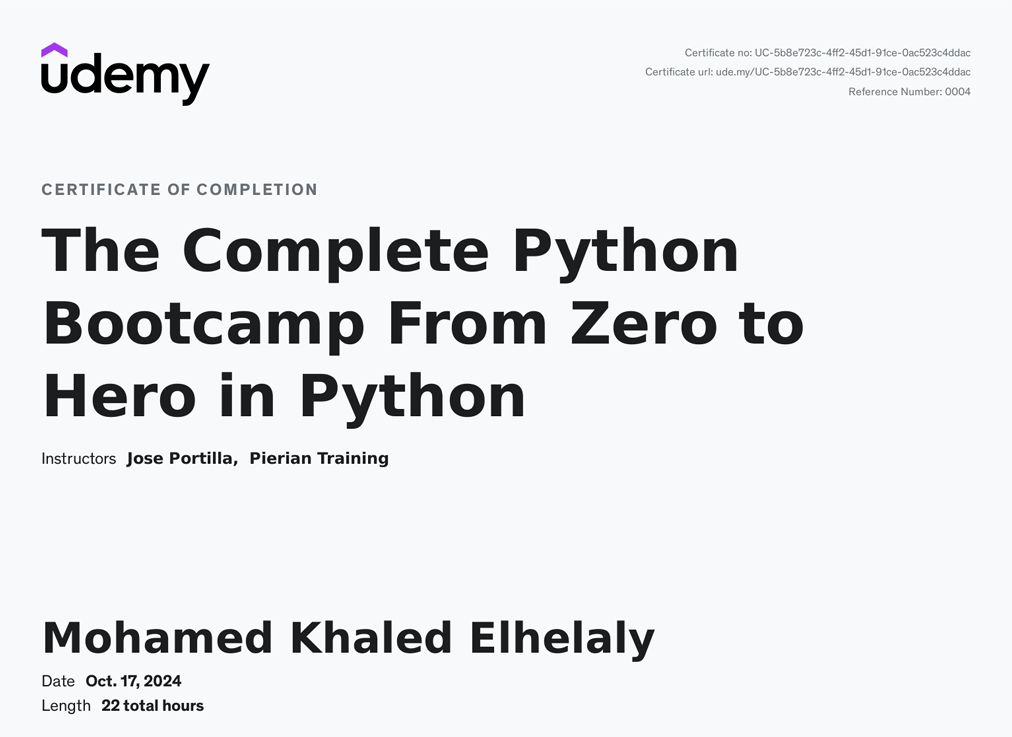 udemy
Certificate no: UC-5b8e723c-4ff2-45d1-91ce-0ac523c4ddac
Certificate url: ude.my/UC-5b8e723c-4ff2-45d1-91ce-0ac523c4ddac
Reference Number: 0004
CERTIFICATE OF COMPLETION
The Complete Python
Bootcamp From Zero to
Hero in Python
Instructors Jose Portilla, Pierian Training
Mohamed Khaled Elhelaly
Date Oct. 17, 2024
Length 22 total hours